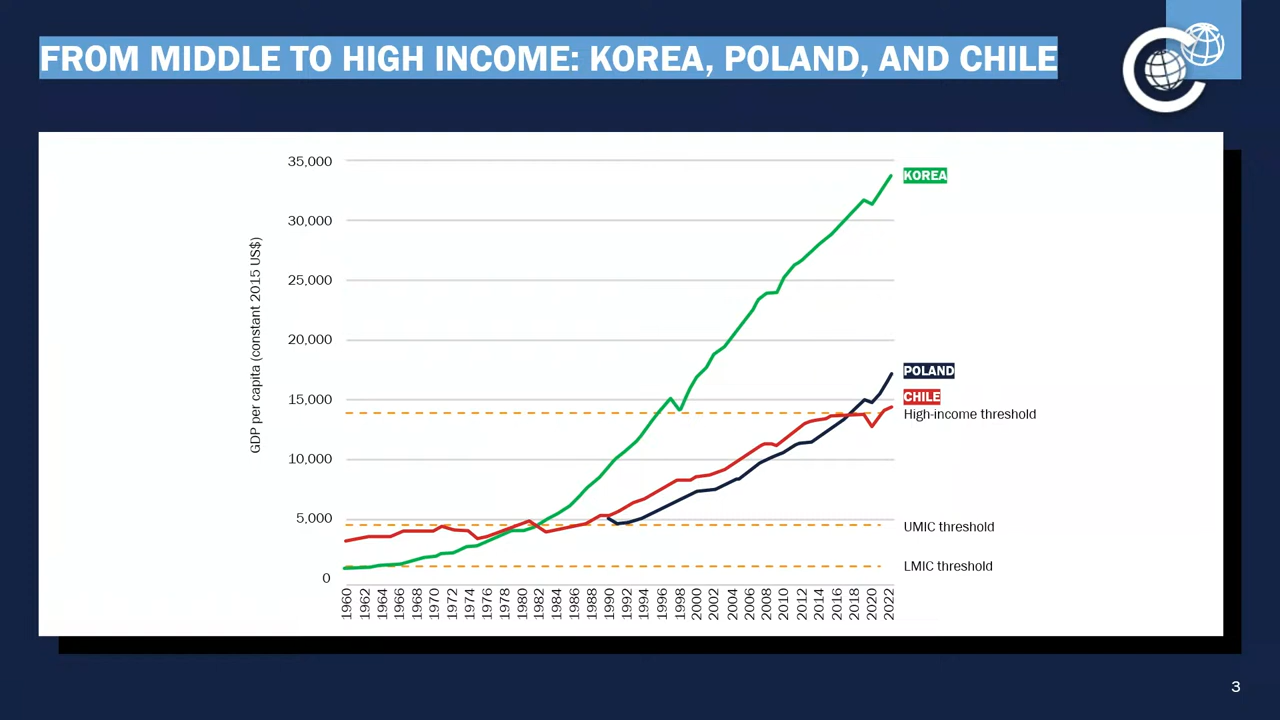 FROM MIDDLE TO HIGH INCOME: KOREA, POLAND, AND CHILE
GDP per capita (constant 2015 US$)
35,000
30,000
25,000
20,000
15,000
10,000
5,000
0
KOREA
POLAND
CHILE
High-income threshold
UMIC threshold
LMIC threshold
1960 1962 1964 1966 1968 1970 1972 1974 1976 1978 1980 1982 1984 1986 1988 1990 1992 1994 1996 1998 2000 2002 2004 2006 2008 2010 2012 2014 2016 2018 2020 2022
3